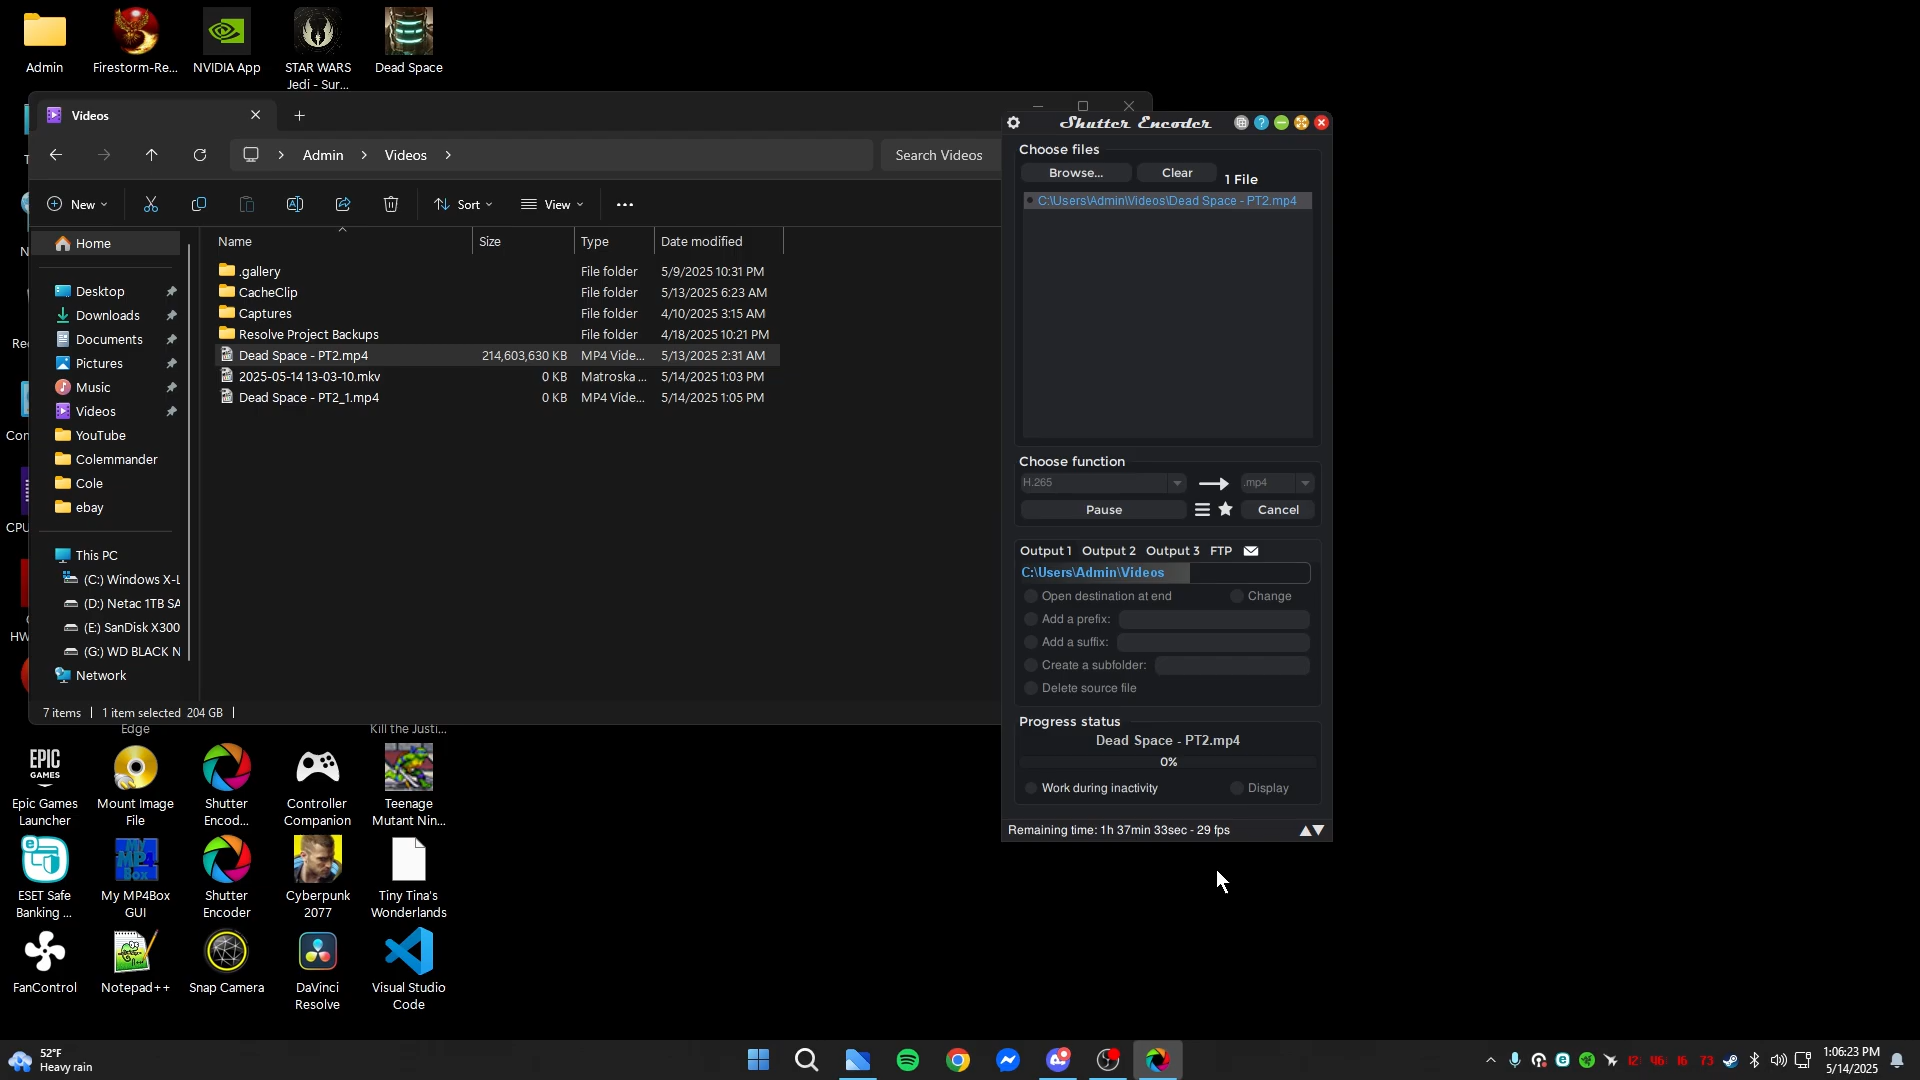 Admin
Firestorm-Re...
NVIDIA App
STAR WARS
Jedi - Sur...
Dead Space
Videos
Admin
Videos
Search Videos
New
Sort
View
Name
Size
Type
Date modified
Home
Desktop
Downloads
Documents
Pictures
Music
Videos
YouTube
Colemmander
Cole
ebay
This PC
(C:) Windows X-L
(D:) Netac 1TB SA
(E:) SanDisk X300
(G:) WD BLACK N
Network
.gallery File folder 5/9/2025 10:31 PM
CacheClip File folder 5/13/2025 6:23 AM
Captures File folder 4/10/2025 3:15 AM
Resolve Project Backups File folder 4/18/2025 10:21 PM
Dead Space - PT2.mp4 214,603,630 KB MP4 Vide... 5/13/2025 2:31 AM
2025-05-14 13-03-10.mkv 0 KB Matroska ... 5/14/2025 1:03 PM
Dead Space - PT2_1.mp4 0 KB MP4 Vide... 5/14/2025 1:05 PM
7 items
1 item selected 204 GB
Shutter Encoder
Choose files
Browse...
Clear
1 File
C:\Users\Admin\Videos\Dead Space - PT2.mp4
Choose function
H.265
.mp4
Pause
Cancel
Output 1 Output 2 Output 3 FTP
C:\Users\Admin\Videos
Open destination at end
Change
Add a prefix:
Add a suffix:
Create a subfolder:
Delete source file
Progress status
Dead Space - PT2.mp4
0%
Work during inactivity
Display
Remaining time: 1h 37min 33sec - 29 fps
Rec
Con
CPU
HW
Edge
Kill the Justi...
EPIC
GAMES
Epic Games
Launcher
Mount Image
File
Shutter
Encod...
Controller
Companion
Teenage
Mutant Nin...
ESET Safe
Banking ...
My
MP4
Box
My MP4Box
GUI
Shutter
Encoder
Cyberpunk
2077
Tiny Tina's
Wonderlands
FanControl
Notepad++
Snap Camera
DaVinci
Resolve
Visual Studio
Code
52°F
Heavy rain
12
46
16
73
1:06:23 PM
5/14/2025